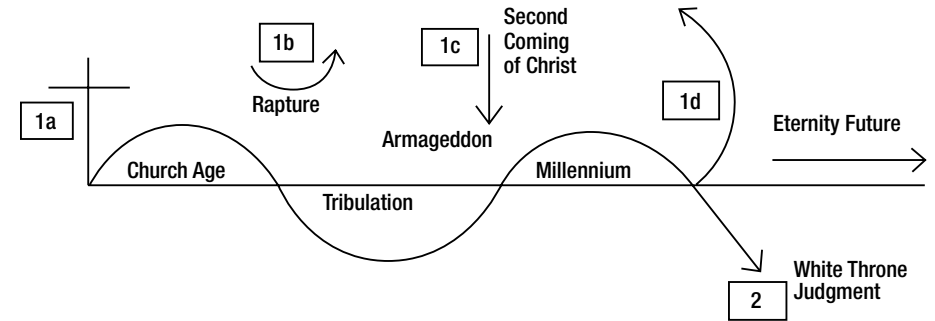 1a
Church Age
1b
Rapture
Tribulation
1c
Second
Coming
of Christ
Armageddon
Millennium
1d
Eternity Future
2
White Throne
Judgment